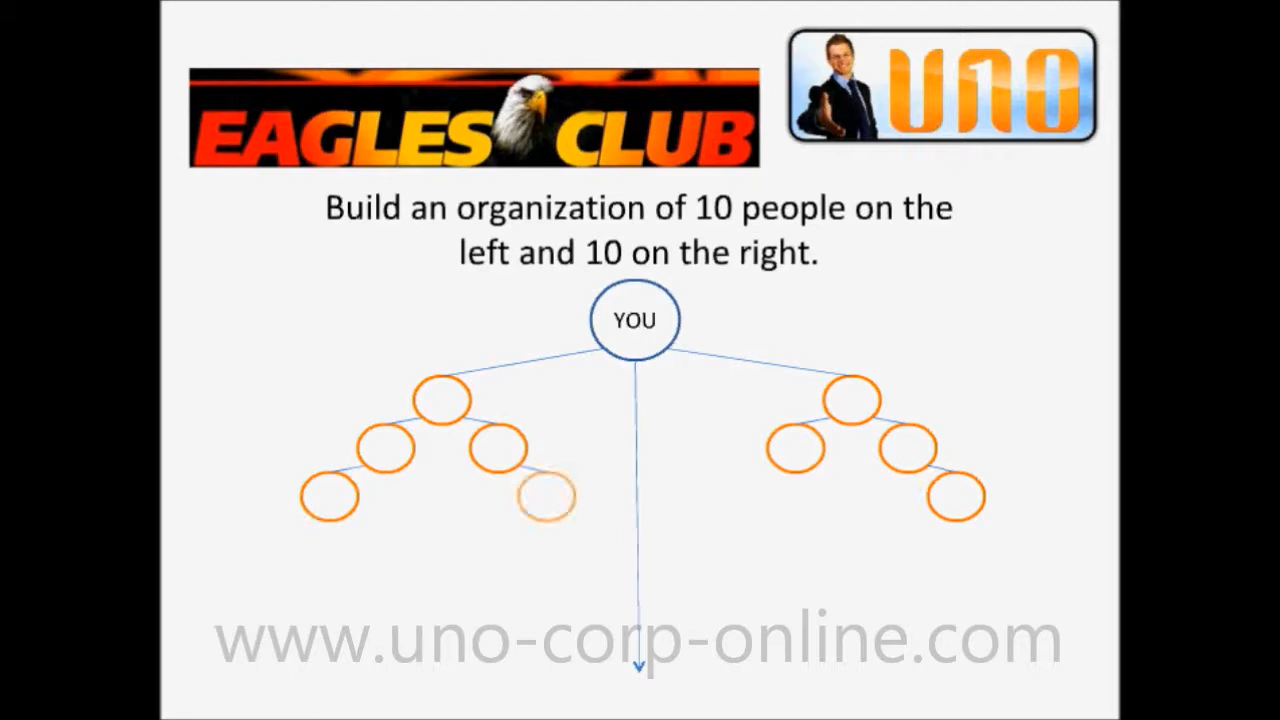 EAGLES CLUB
UNO
Build an organization of 10 people on the
left and 10 on the right.
YOU
www.uno-corp-online.com